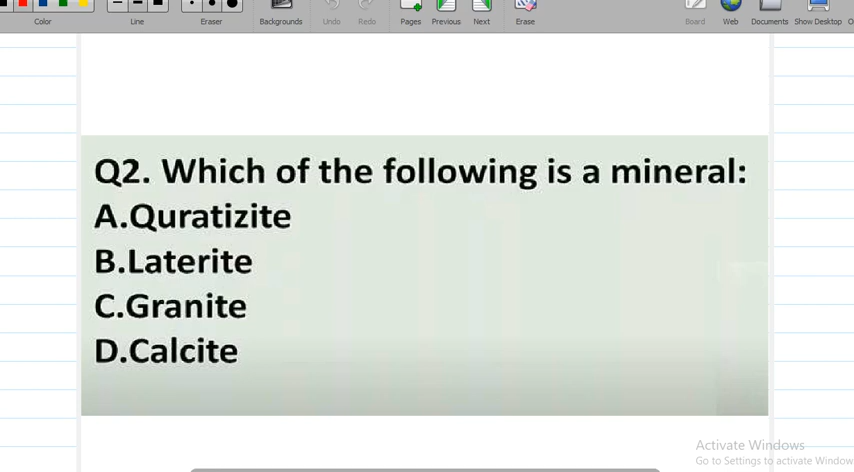 Color Line Eraser Backgrounds Undo Redo Pages Previous Next Erase Board Web Documents Show Desktop
Q2. Which of the following is a mineral:
A.Quratizite
B.Laterite
C.Granite
D.Calcite
Activate Windows
Go to Settings to activate Window